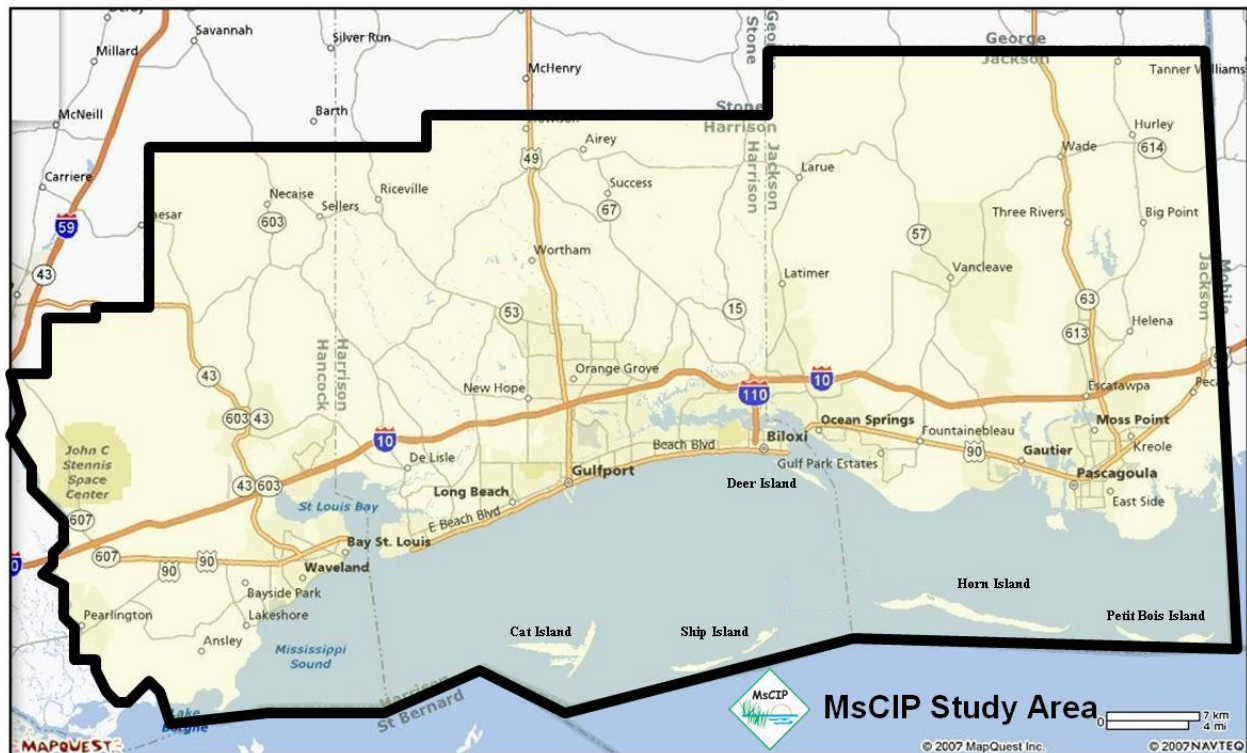 Savannah
Silver Run
Millard
McHenry
George
Stone
George
Jackson
Tanner Williams
McNeill
Barth
Stone
Harrison
Hurley
49
Airey
614
Wade
Carriere
Necaise
Riceville
Harrison
Jackson
Larue
Success
603
Sellers
67
Three Rivers
Big Point
59
57
43
Wortham
Latimer
Vancleave
Jackson
Mobile
63
53
15
613
Helena
Hancock
Harrison
43
Orange Grove
10
New Hope
110
Escatawpa
603 43
Ocean Springs
Moss Point
10
Beach Blvd
Biloxi
Fountainebleau
Kreole
John C
Stennis
Space
Center
De Lisle
Gulf Park Estates
90
Gautier
Gulfport
Pascagoula
43 603
Long Beach
Deer Island
East Side
St Louis Bay
E Beach Blvd
607
Bay St. Louis
607
90
90
Waveland
Bayside Park
Horn Island
Pearlington
Lakeshore
Petit Bois Island
Cat Island
Ship Island
Ansley
Mississippi
Sound
Harrison
St Bernard
MsCIP
MsCIP Study Area
0
7 km
4 mi
Lake
Borgne
MAPQUEST
© 2007 MapQuest Inc.
© 2007 NAVTEQ